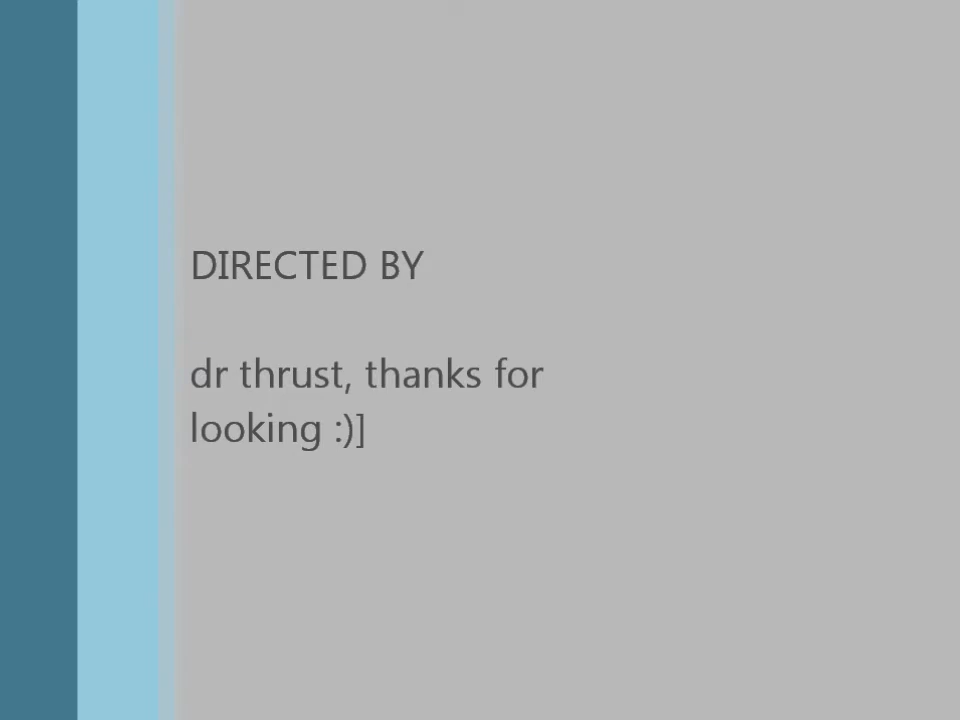 DIRECTED BY
dr thrust, thanks for
looking :)]